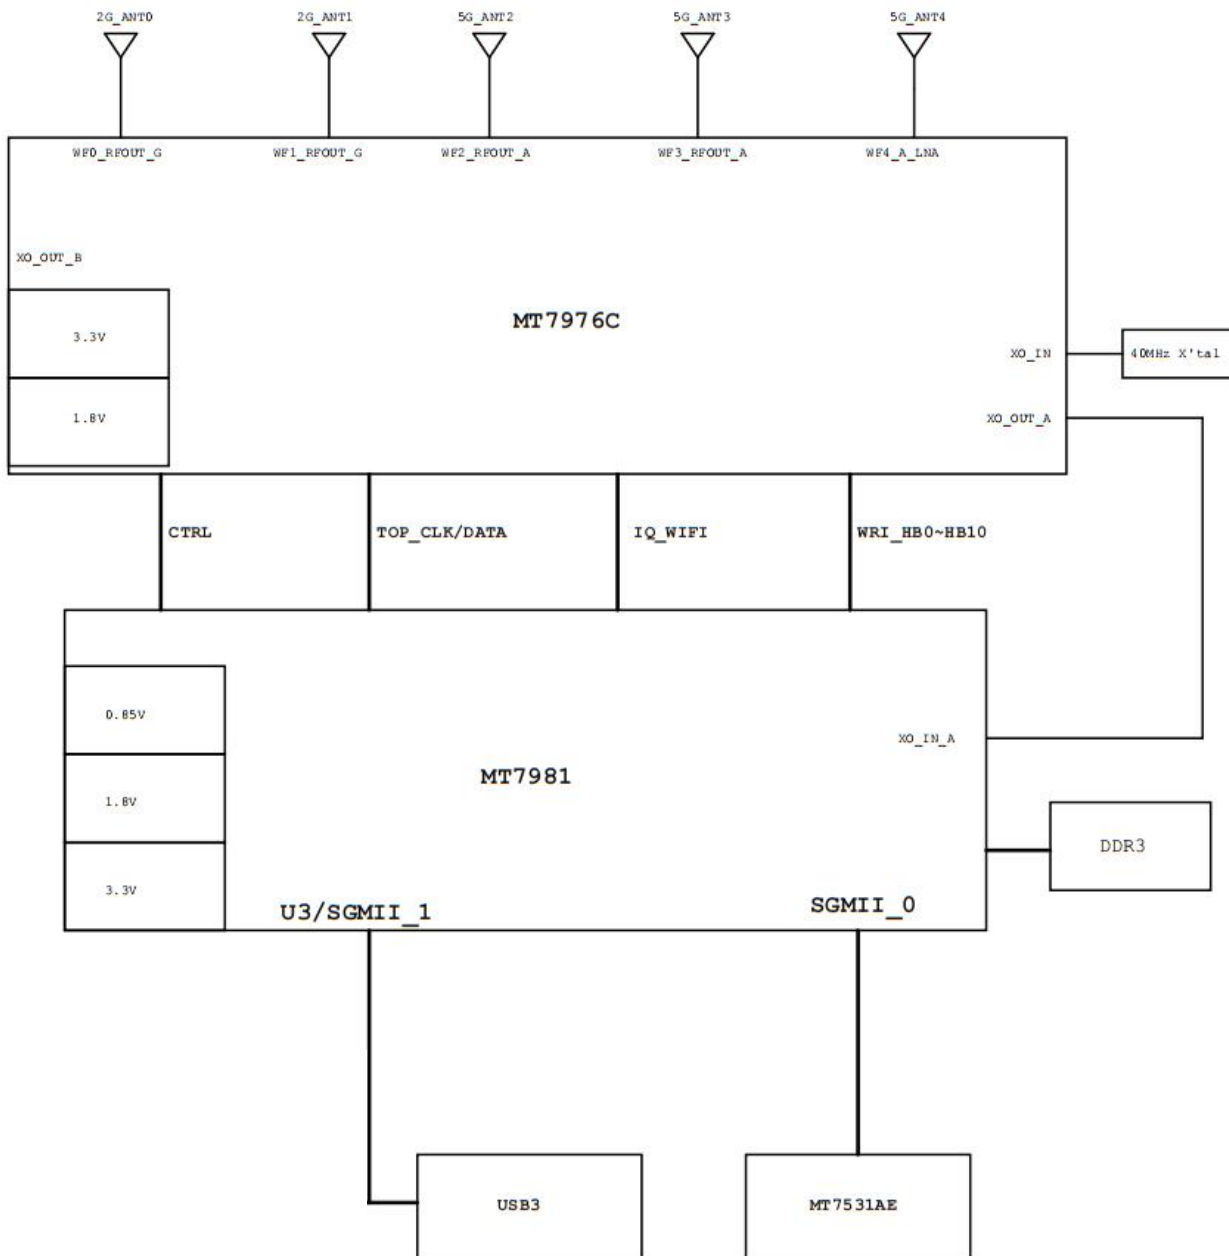 2G_ANT0 2G_ANT1 5G_ANT2 5G_ANT3 5G_ANT4
WF0_RFOUT_G WF1_RFOUT_G WF2_RFOUT_A WF3_RFOUT_A WF4_A_LNA
XO_OUT_B
MT7976C
3.3V
XO_IN 40MHz X'tal
1.8V XO_OUT_A
CTRL TOP_CLK/DATA IQ_WIFI WRI_HB0~HB10
0.85V
XO_IN_A
MT7981
1.8V
DDR3
3.3V
U3/SGMII_1 SGMII_0
USB3 MT7531AE